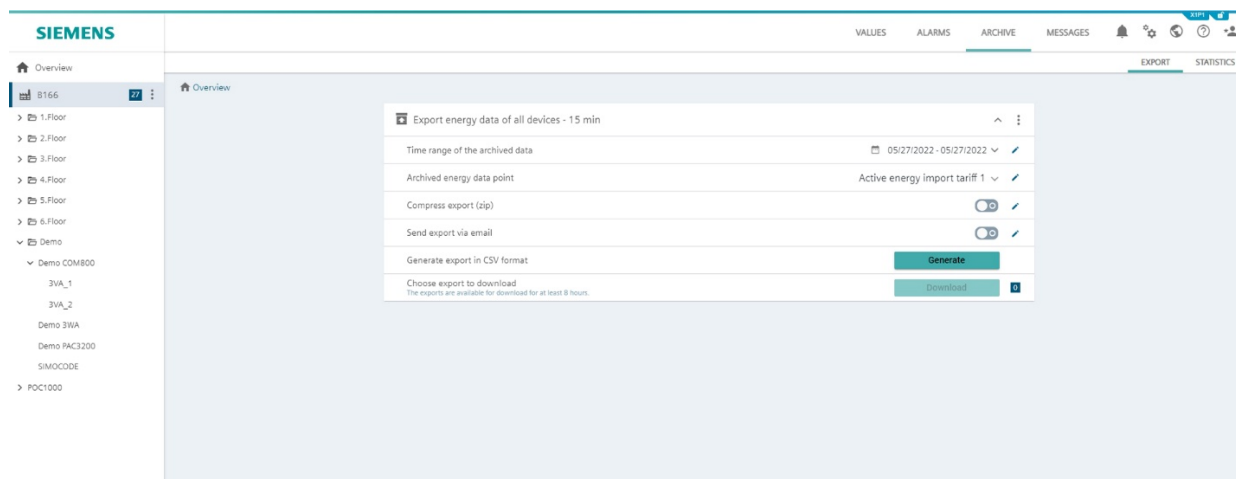 XIPS
SIEMENS
VALUES ALARMS ARCHIVE MESSAGES
Overview
EXPORT STATISTICS
8166 27
Overview
1.Floor
2.Floor
3.Floor
4.Floor
5.Floor
6.Floor
Demo
Demo COM800
3VA_1
3VA_2
Demo 3WA
Demo PAC3200
SIMOCODE
POC1000
Export energy data of all devices - 15 min
Time range of the archived data 05/27/2022 - 05/27/2022
Archived energy data point Active energy import tariff 1
Compress export (zip)
Send export via email
Generate export in CSV format Generate
Choose export to download Download 0
The exports are available for download for at least 8 hours.